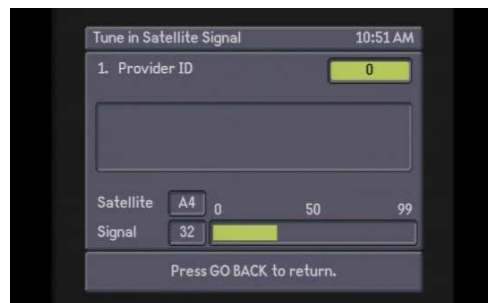 Tune in Satellite Signal 10:51 AM
1. Provider ID 0
Satellite A4 0 50 99
Signal 32
Press GO BACK to return.